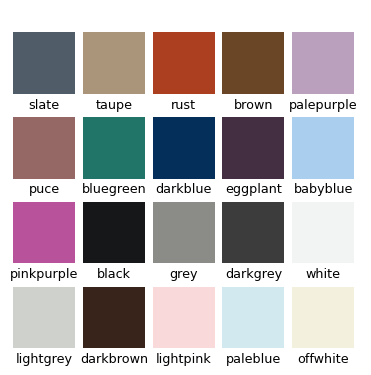 slate taupe rust brown palepurple
puce bluegreen darkblue eggplant babyblue
pinkpurple black grey darkgrey white
lightgrey darkbrown lightpink paleblue offwhite